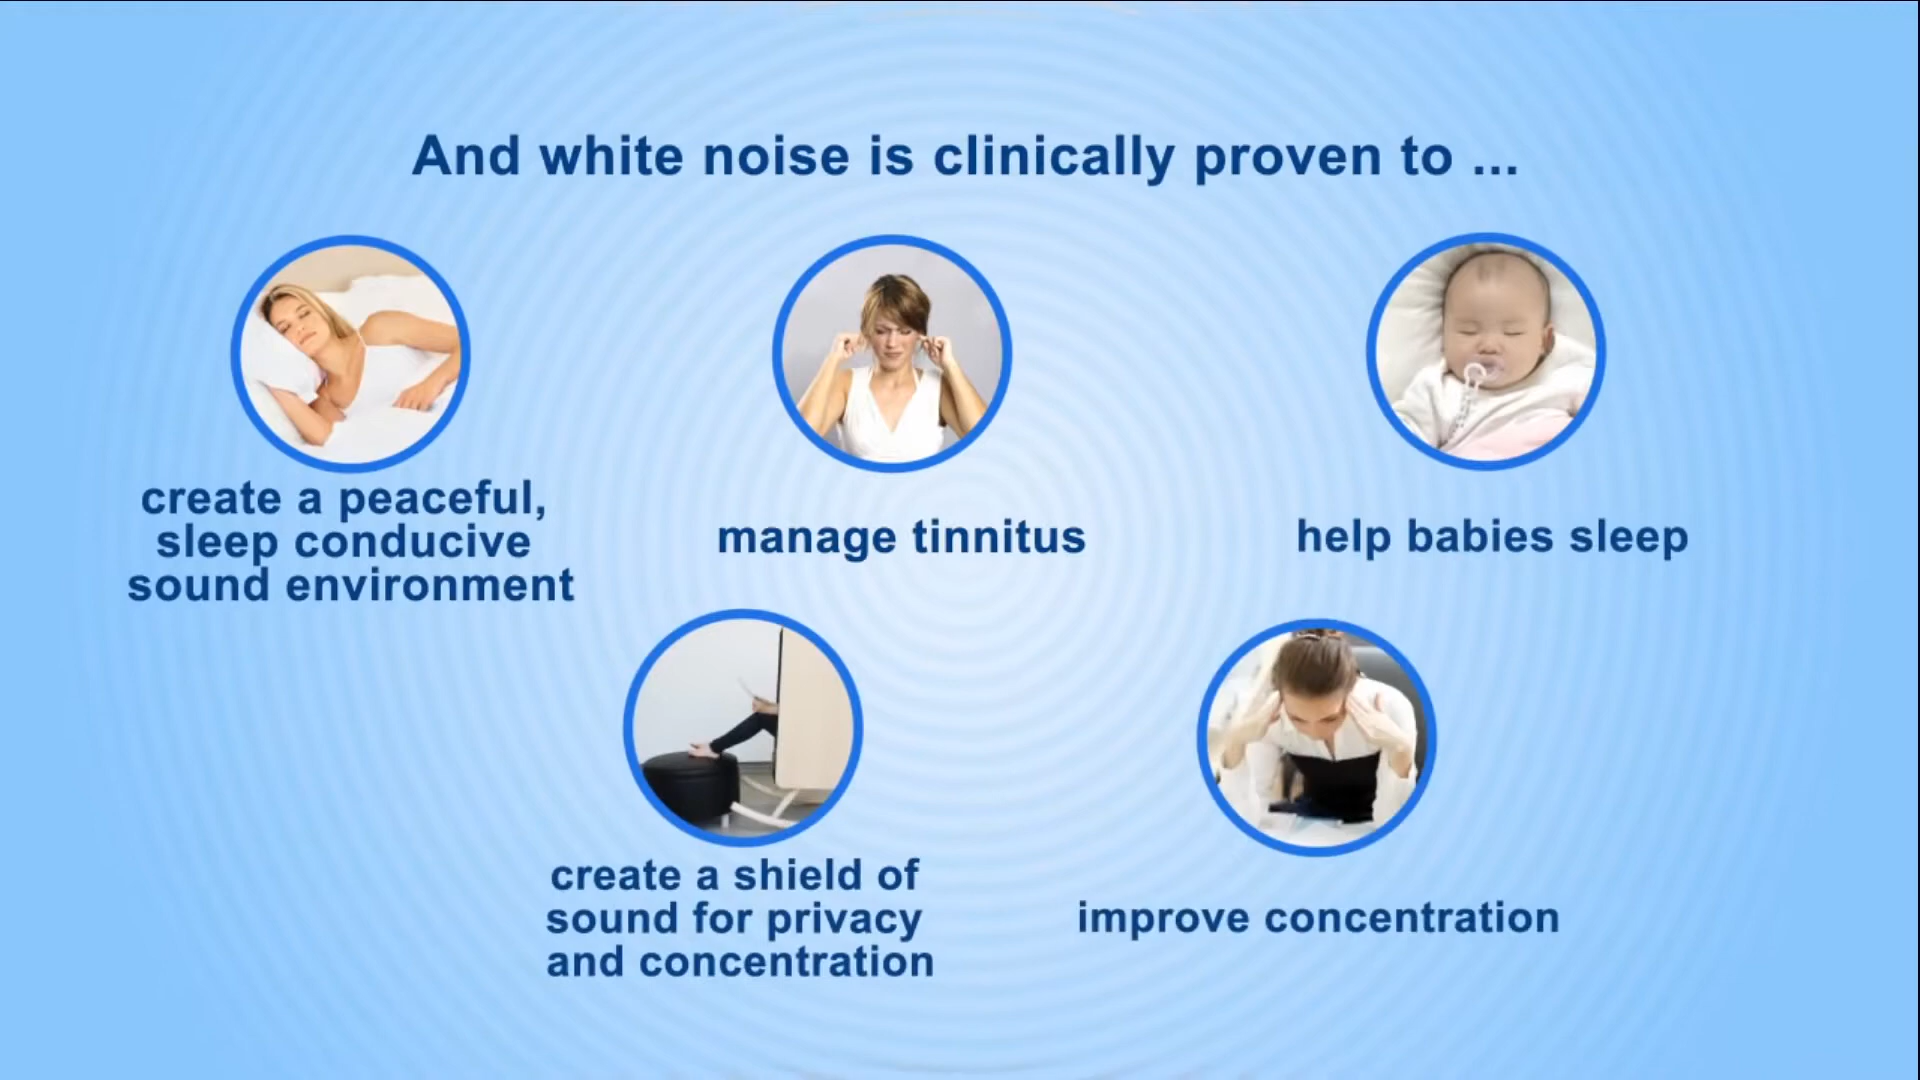 And white noise is clinically proven to ...
create a peaceful,
sleep conducive
sound environment
manage tinnitus
help babies sleep
create a shield of
sound for privacy
and concentration
improve concentration